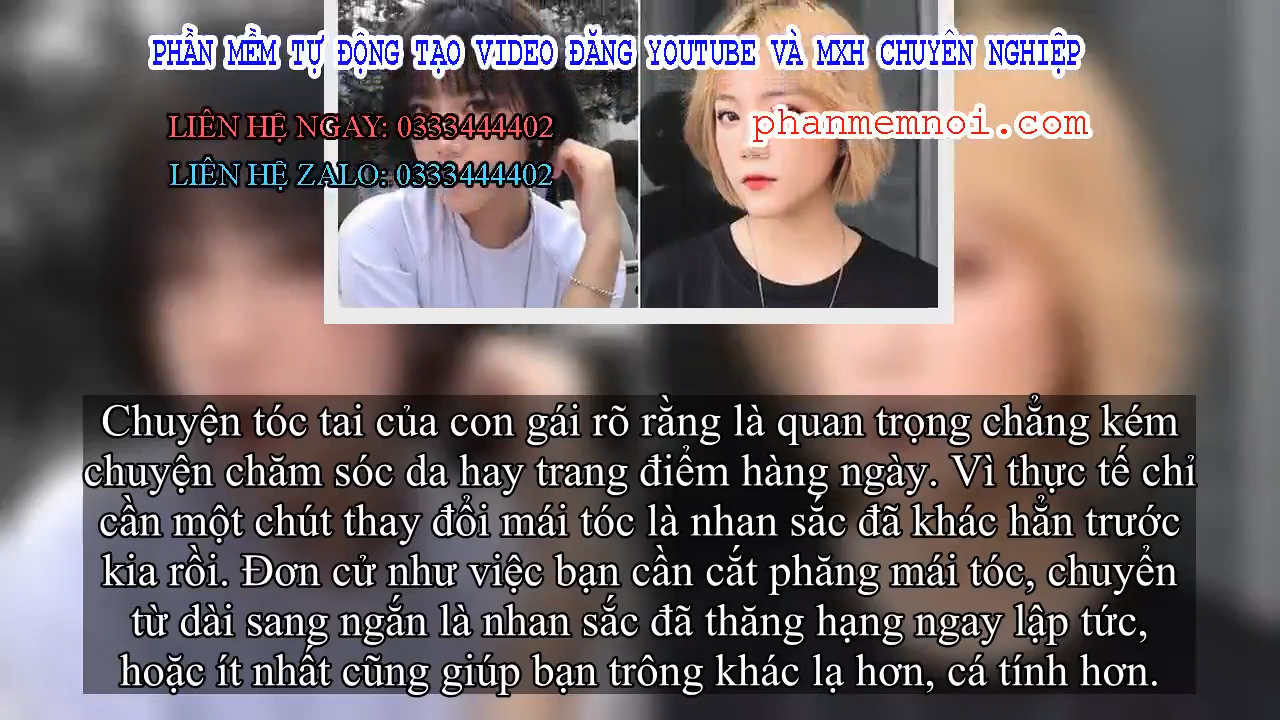 PHẦN MỀM TỰ ĐỘNG TẠO VIDEO ĐĂNG YOUTUBE VÀ MXH CHUYÊN NGHIỆP
LIÊN HỆ NGAY: 0333444402
phanmemnoi.com
LIÊN HỆ ZALO: 0333444402
Chuyện tóc tai của con gái rõ rằng là quan trọng chẳng kém
chuyện chăm sóc da hay trang điểm hàng ngày. Vì thực tế chỉ
cần một chút thay đổi mái tóc là nhan sắc đã khác hẳn trước
kia rồi. Đơn cử như việc bạn cần cắt phăng mái tóc, chuyển
từ dài sang ngắn là nhan sắc đã thăng hạng ngay lập tức,
hoặc ít nhất cũng giúp bạn trông khác lạ hơn, cá tính hơn.